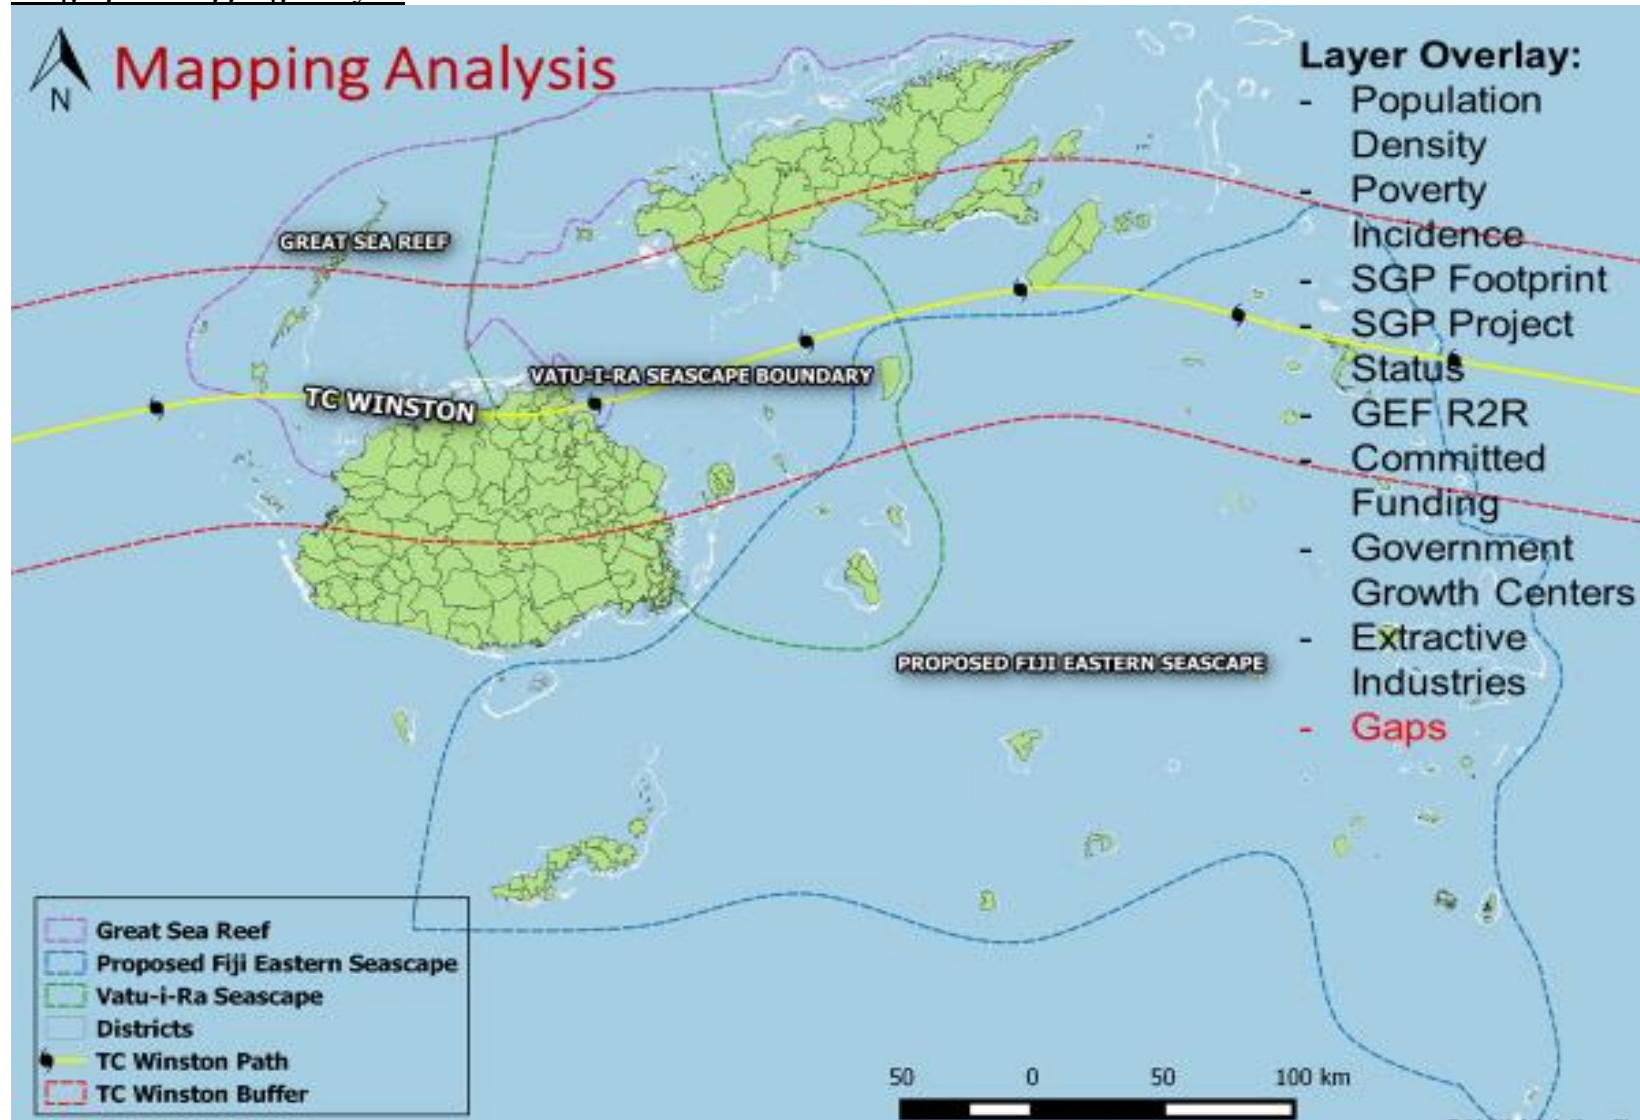 Mapping Analysis
N
Layer Overlay:
- Population
Density
- Poverty
Incidence
- SGP Footprint
- SGP Project
Status
- GEF R2R
- Committed
Funding
- Government
Growth Centers
- Extractive
Industries
- Gaps
GREAT SEA REEF
VATU-I-RA SEASCAPE BOUNDARY
TC WINSTON
PROPOSED FIJI EASTERN SEASCAPE
Great Sea Reef
Proposed Fiji Eastern Seascape
Vatu-i-Ra Seascape
Districts
TC Winston Path
TC Winston Buffer
50 0 50 100 km